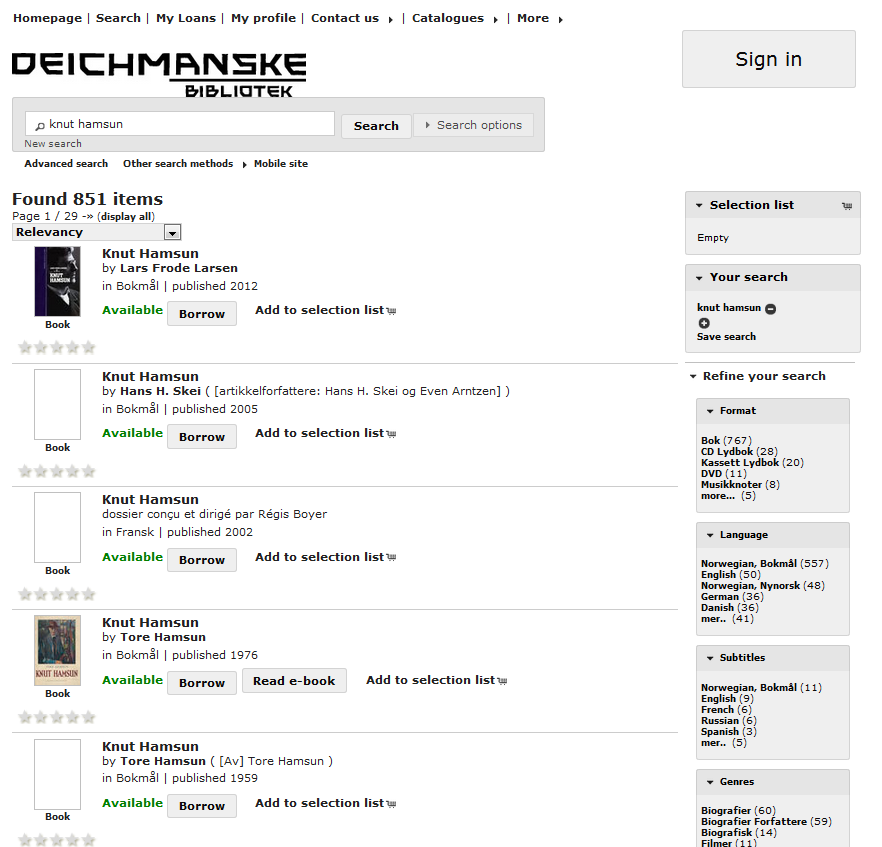 Homepage | Search | My Loans | My profile | Contact us | Catalogues | More
Sign in
DEICHMANSKE
BIBLIOTEK
knut hamsun
Search
Search options
New search
Advanced search Other search methods Mobile site
Found 851 items
Page 1 / 29 -» (display all)
Relevancy
KNUT HAMSUN
Book
Knut Hamsun
by Lars Frode Larsen
in Bokmål | published 2012
Available Borrow Add to selection list
Book
Knut Hamsun
by Hans H. Skei ( [artikkelforfattere: Hans H. Skei og Even Arntzen] )
in Bokmål | published 2005
Available Borrow Add to selection list
Book
Knut Hamsun
dossier conçu et dirigé par Régis Boyer
in Fransk | published 2002
Available Borrow Add to selection list
KNUT HAMSUN
Book
Knut Hamsun
by Tore Hamsun
in Bokmål | published 1976
Available Borrow Read e-book Add to selection list
Book
Knut Hamsun
by Tore Hamsun ( [Av] Tore Hamsun )
in Bokmål | published 1959
Available Borrow Add to selection list
Selection list
Empty
Your search
knut hamsun
Save search
Refine your search
Format
Bok (767)
CD Lydbok (28)
Kassett Lydbok (20)
DVD (11)
Musikknoter (8)
more... (5)
Language
Norwegian, Bokmål (557)
English (50)
Norwegian, Nynorsk (48)
German (36)
Danish (36)
mer.. (41)
Subtitles
Norwegian, Bokmål (11)
English (9)
French (6)
Russian (6)
Spanish (3)
mer.. (5)
Genres
Biografier (60)
Biografier Forfattere (59)
Biografisk (14)
Filmer (11)